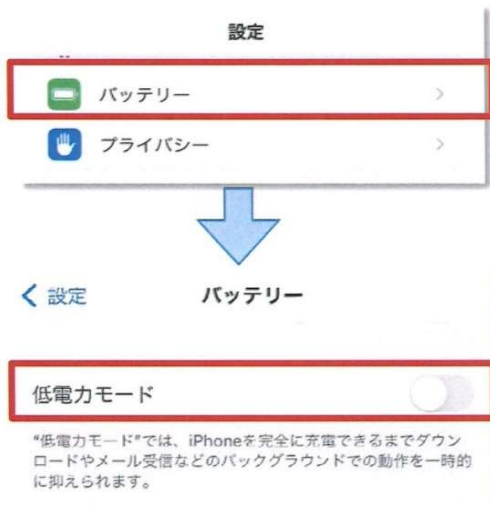 設定
バッテリー
プライバシー
設定
バッテリー
低電力モード
“低電力モード”では、iPhoneを完全に充電できるまでダウン
ロードやメール受信などのバックグラウンドでの動作を一時的
に抑えられます。